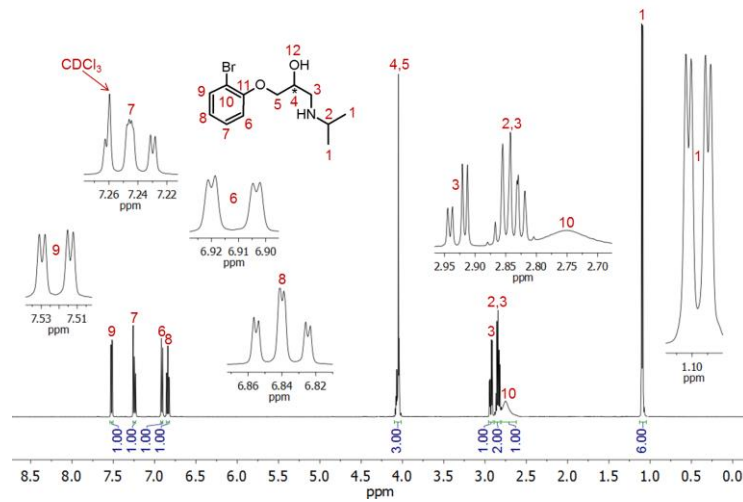 CDCl3
7
7.26 7.24 7.22
ppm
Br
12
OH
9
10
11
O
*
4
3
5
8
7
6
HN
2
1
1
9
7.53 7.51
ppm
6
6.92 6.91 6.90
ppm
8
6.86 6.84 6.82
ppm
4,5
3
2,3
10
2.95 2.90 2.85 2.80 2.75 2.70
ppm
1
1
1.10
ppm
9
7
6
8
2,3
3
10
1.00
1.00
1.00
1.00
3.00
1.00
2.00
1.00
6.00
8.5 8.0 7.5 7.0 6.5 6.0 5.5 5.0 4.5 4.0 3.5 3.0 2.5 2.0 1.5 1.0 0.5 0.0
ppm